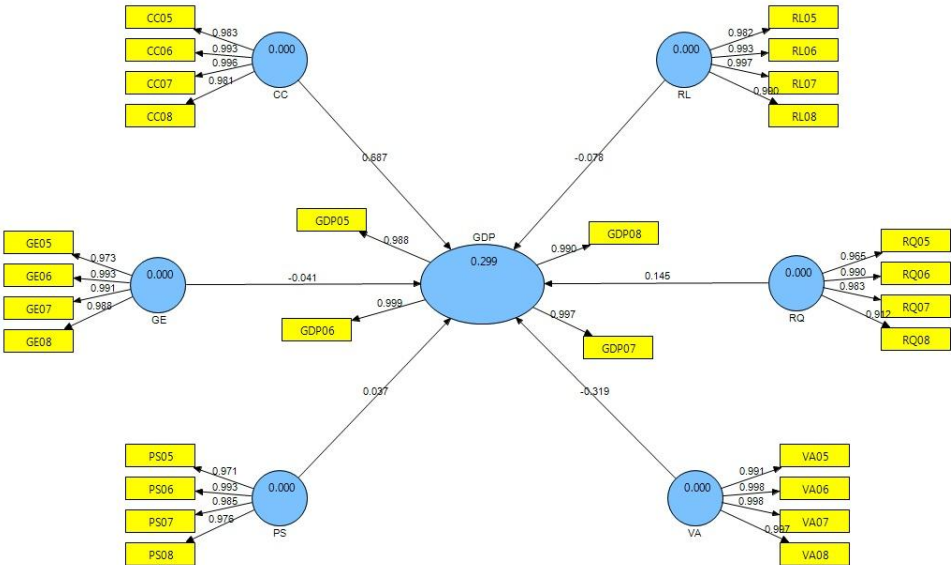 CC05
0.983
CC06
0.993
CC07
0.996
CC08
0.981
0.000
CC
RL05
0.982
RL06
0.993
RL07
0.997
RL08
0.990
0.000
RL
0.687
-0.078
GDP05
0.988
GDP
0.299
GDP08
0.990
GDP06
0.999
GDP07
0.997
GE05
0.973
GE06
0.993
GE07
0.991
GE08
0.988
0.000
GE
-0.041
0.145
RQ05
0.965
RQ06
0.990
RQ07
0.983
RQ08
0.912
0.000
RQ
0.037
-0.319
PS05
0.971
PS06
0.993
PS07
0.985
PS08
0.976
0.000
PS
VA05
0.991
VA06
0.998
VA07
0.998
VA08
0.997
0.000
VA